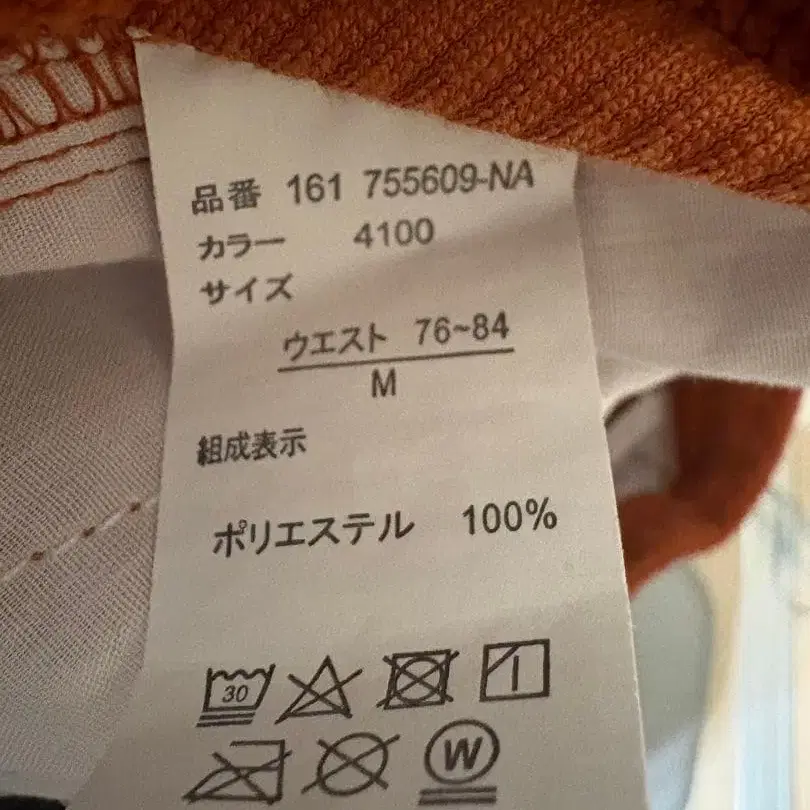 品番 161 755609-NA
カラー 4100
サイズ
ウエスト 76~84
M
組成表示
ポリエステル 100%
30
W